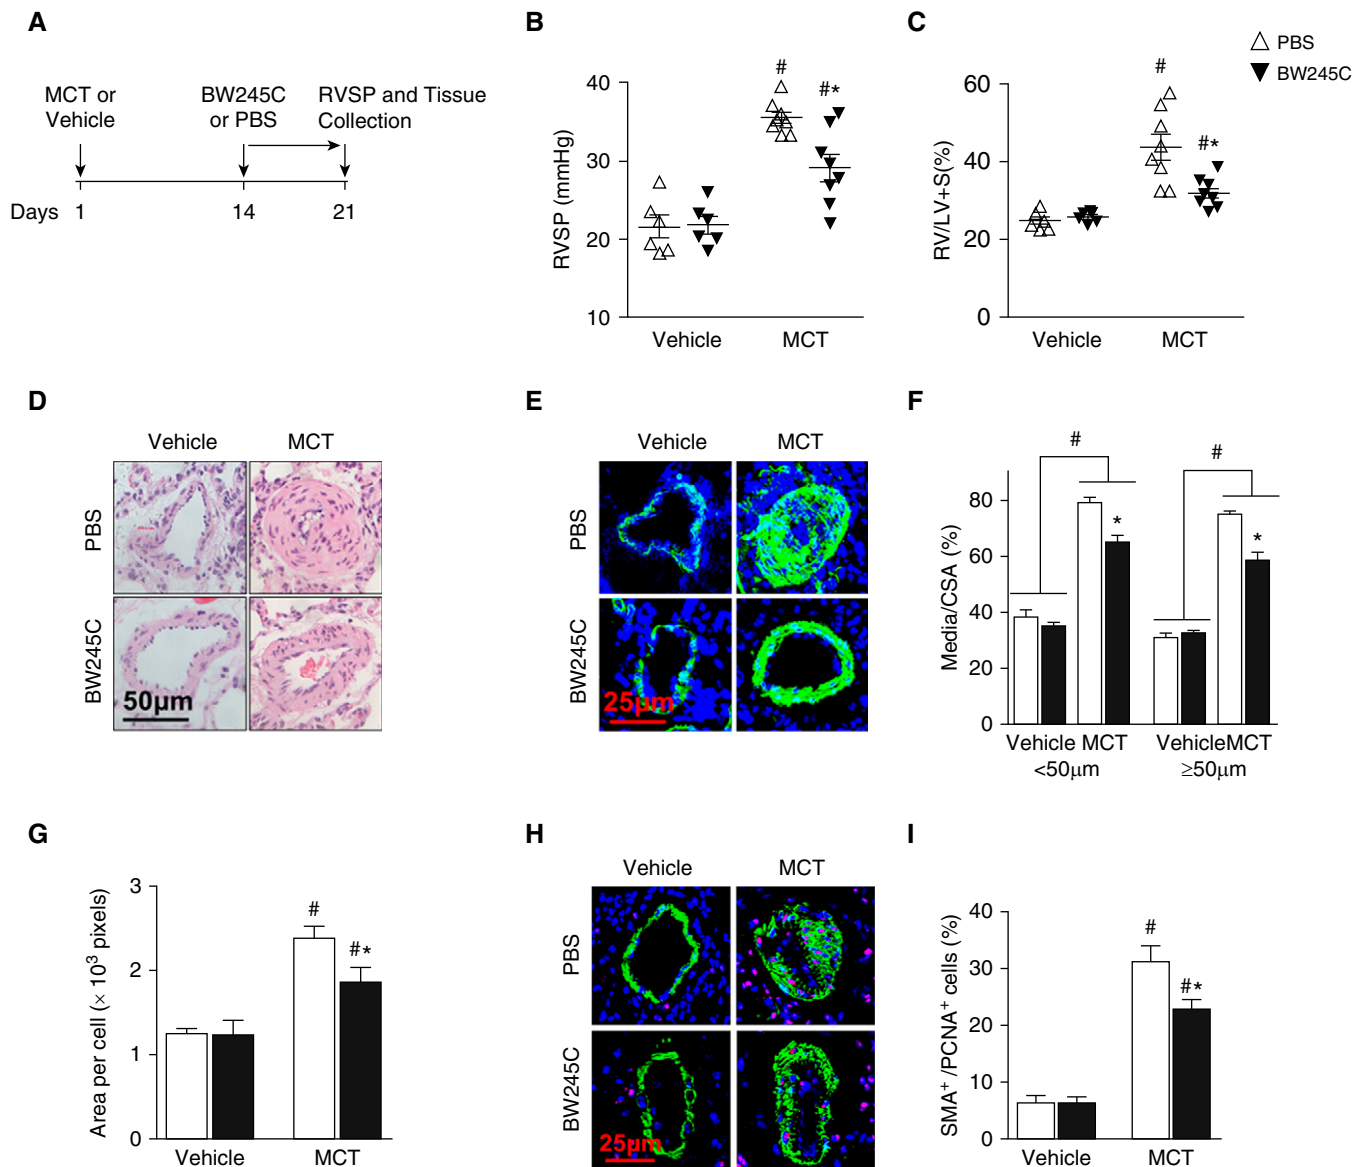 A
MCT or
Vehicle
BW245C
or PBS
RVSP and Tissue
Collection
Days 1 14 21
B
RVSP (mmHg)
40
30
20
10
#
#*
Vehicle MCT
C
RV/LV+S(%)
60
40
20
0
#
#*
Vehicle MCT
△ PBS
▼ BW245C
D
Vehicle MCT
PBS
BW245C
50μm
E
Vehicle MCT
PBS
BW245C
25μm
F
Media/CSA (%)
80
60
40
20
0
#
*
#
*
Vehicle MCT VehicleMCT
<50μm ≥50μm
G
Area per cell (× 10³ pixels)
3
2
1
0
#
#*
Vehicle MCT
H
Vehicle MCT
PBS
BW245C
25μm
I
SMA⁺/PCNA⁺ cells (%)
40
30
20
10
0
#
#*
Vehicle MCT